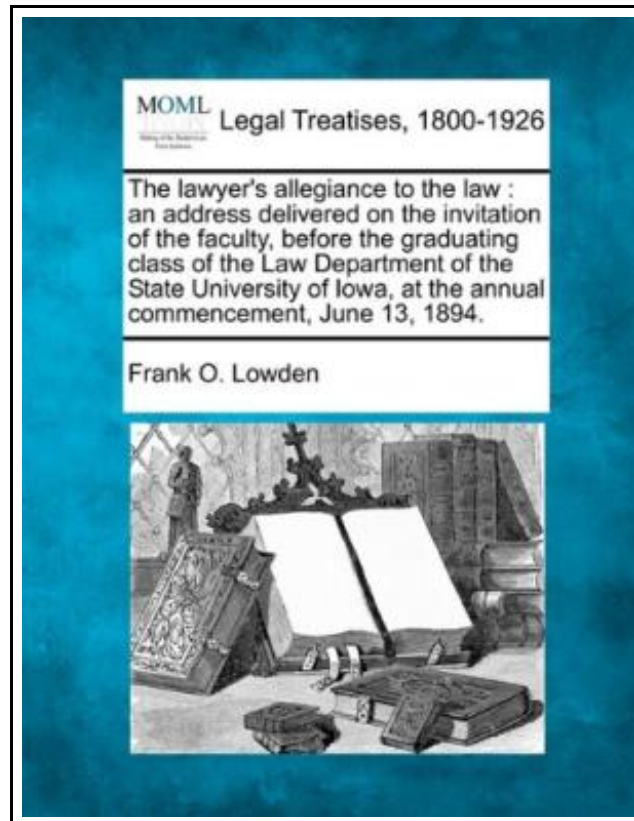 MOML
Legal Treatises, 1800-1926
The lawyer's allegiance to the law :
an address delivered on the invitation
of the faculty, before the graduating
class of the Law Department of the
State University of Iowa, at the annual
commencement, June 13, 1894.
Frank O. Lowden